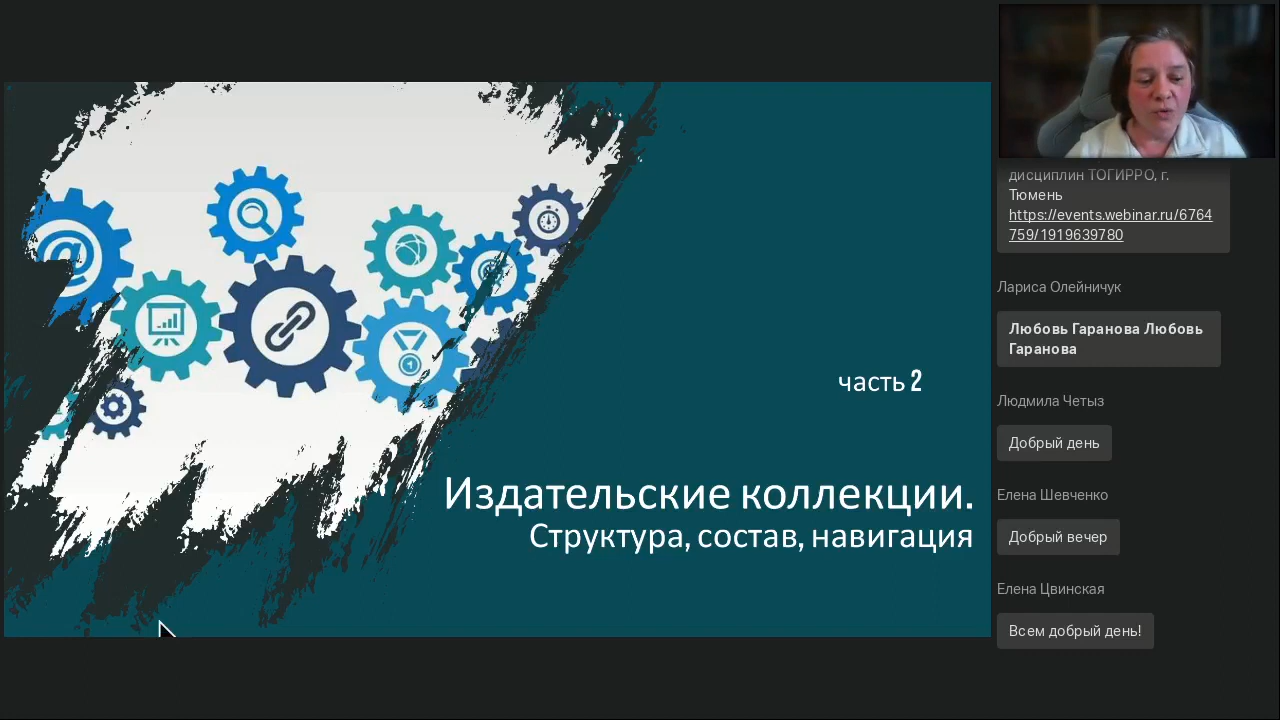 часть 2
Издательские коллекции.
Структура, состав, навигация
дисциплин ТОГИРРО, г.
Тюмень
https://events.webinar.ru/6764
759/1919639780
Лариса Олейничук
Любовь Гаранова Любовь
Гаранова
Людмила Четыз
Добрый день
Елена Шевченко
Добрый вечер
Елена Цвинская
Всем добрый день!